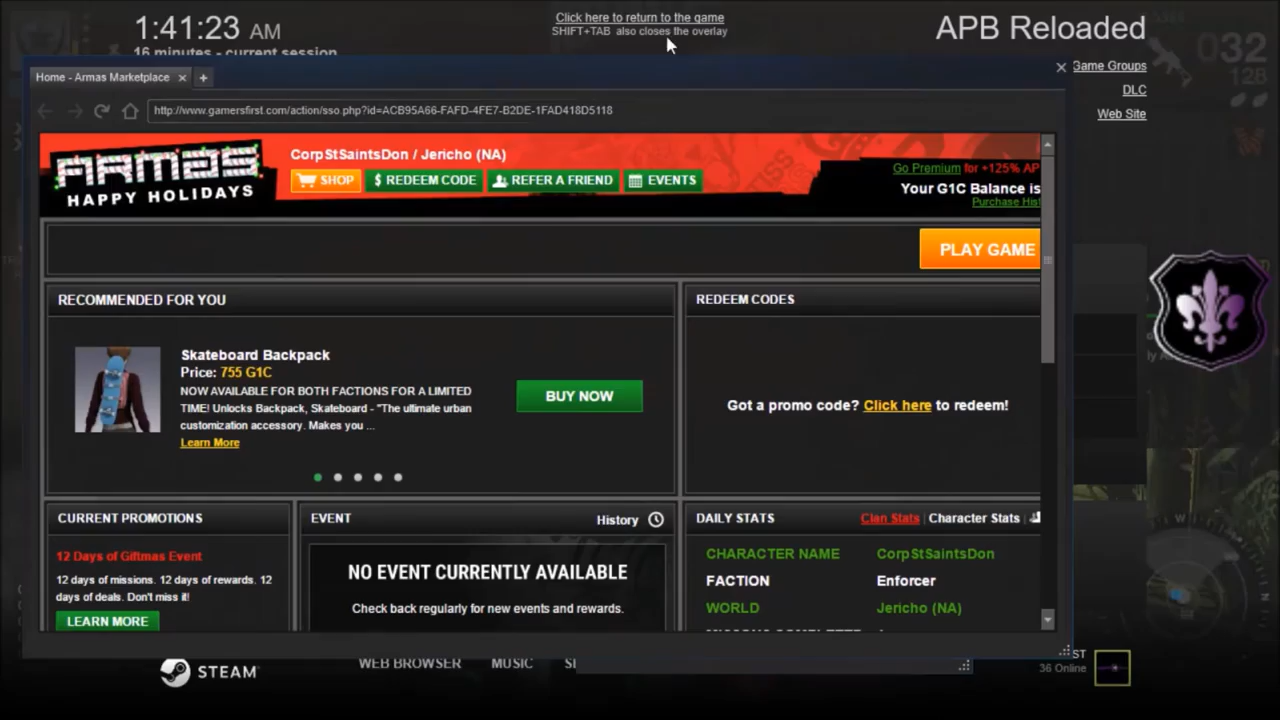 1:41:23 AM
16 minutes - current session
Click here to return to the game
SHIFT+TAB also closes the overlay
APB Reloaded
032
128
Game Groups
DLC
Web Site
Home - Armas Marketplace
http://www.gamersfirst.com/action/sso.php?id=ACB95A66-FAFD-4FE7-B2DE-1FAD418D5118
ARMAS
HAPPY HOLIDAYS
CorpStSaintsDon / Jericho (NA)
SHOP
$ REDEEM CODE
REFER A FRIEND
EVENTS
Go Premium for +125% AP
Your G1C Balance is
Purchase Hist
PLAY GAME
RECOMMENDED FOR YOU
Skateboard Backpack
Price: 755 G1C
NOW AVAILABLE FOR BOTH FACTIONS FOR A LIMITED
TIME! Unlocks Backpack, Skateboard - "The ultimate urban
customization accessory. Makes you ...
Learn More
BUY NOW
REDEEM CODES
Got a promo code? Click here to redeem!
CURRENT PROMOTIONS
12 Days of Giftmas Event
12 days of missions. 12 days of rewards. 12
days of deals. Don't miss it!
LEARN MORE
EVENT
History
NO EVENT CURRENTLY AVAILABLE
Check back regularly for new events and rewards.
DAILY STATS
Clan Stats | Character Stats |
CHARACTER NAME CorpStSaintsDon
FACTION Enforcer
WORLD Jericho (NA)
STEAM
WEB BROWSER
MUSIC
ST
36 Online